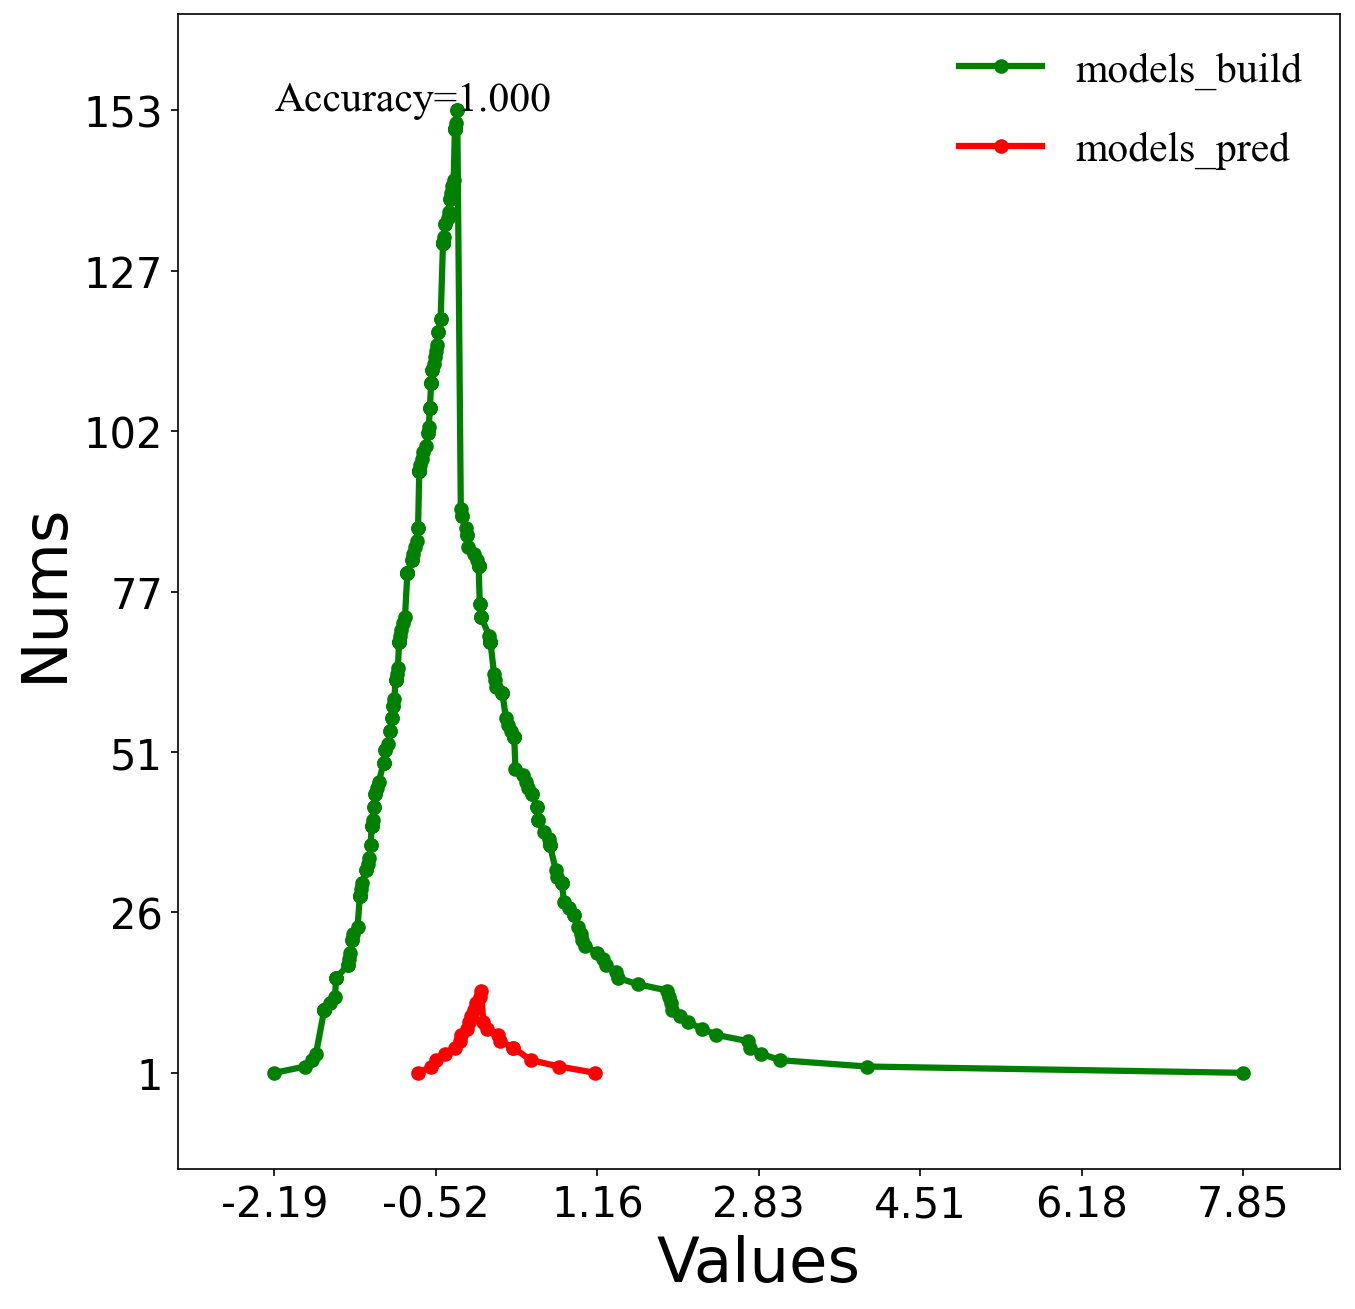 Accuracy=1.000
models_build
models_pred
153
127
102
77
51
26
1
Nums
-2.19 -0.52 1.16 2.83 4.51 6.18 7.85
Values